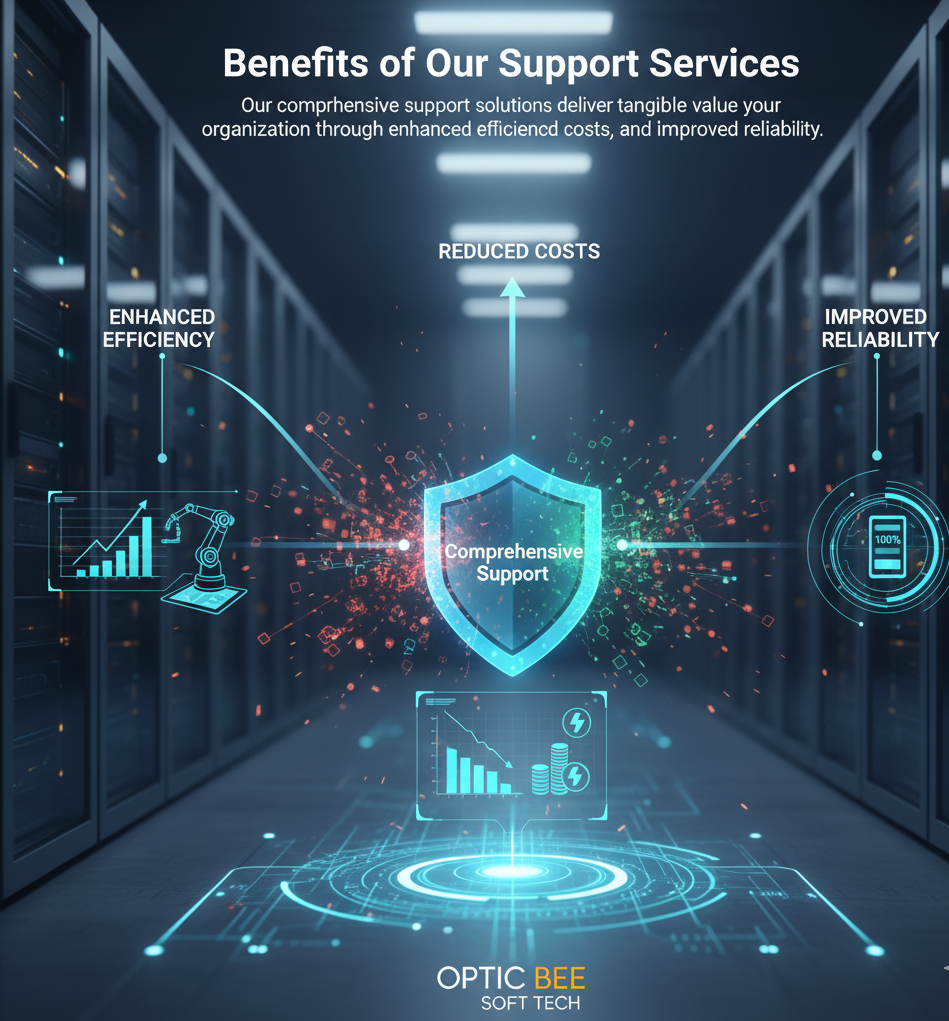 Benefits of Our Support Services
Our comprhensive support solutions deliver tangible value your
organization through enhanced efficiencd costs, and improved reliability.
REDUCED COSTS
ENHANCED
EFFICIENCY
IMPROVED
RELIABILITY
Comprehensive
Support
100%
OPTIC BEE
SOFT TECH